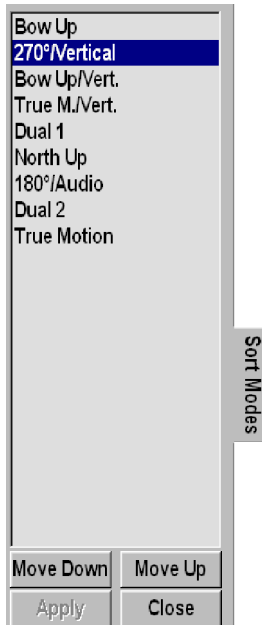 Bow Up
270°/Vertical
Bow Up/Vert.
True M./Vert.
Dual 1
North Up
180°/Audio
Dual 2
True Motion
Sort Modes
Move Down Move Up
Apply Close